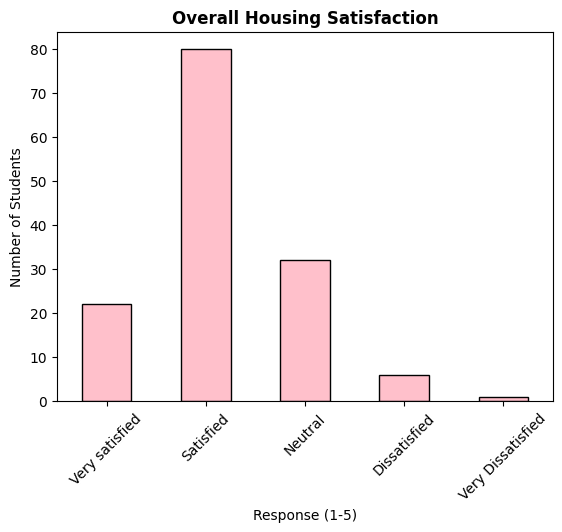 Overall Housing Satisfaction
Number of Students
80
70
60
50
40
30
20
10
0
Very satisfied
Satisfied
Neutral
Dissatisfied
Very Dissatisfied
Response (1-5)